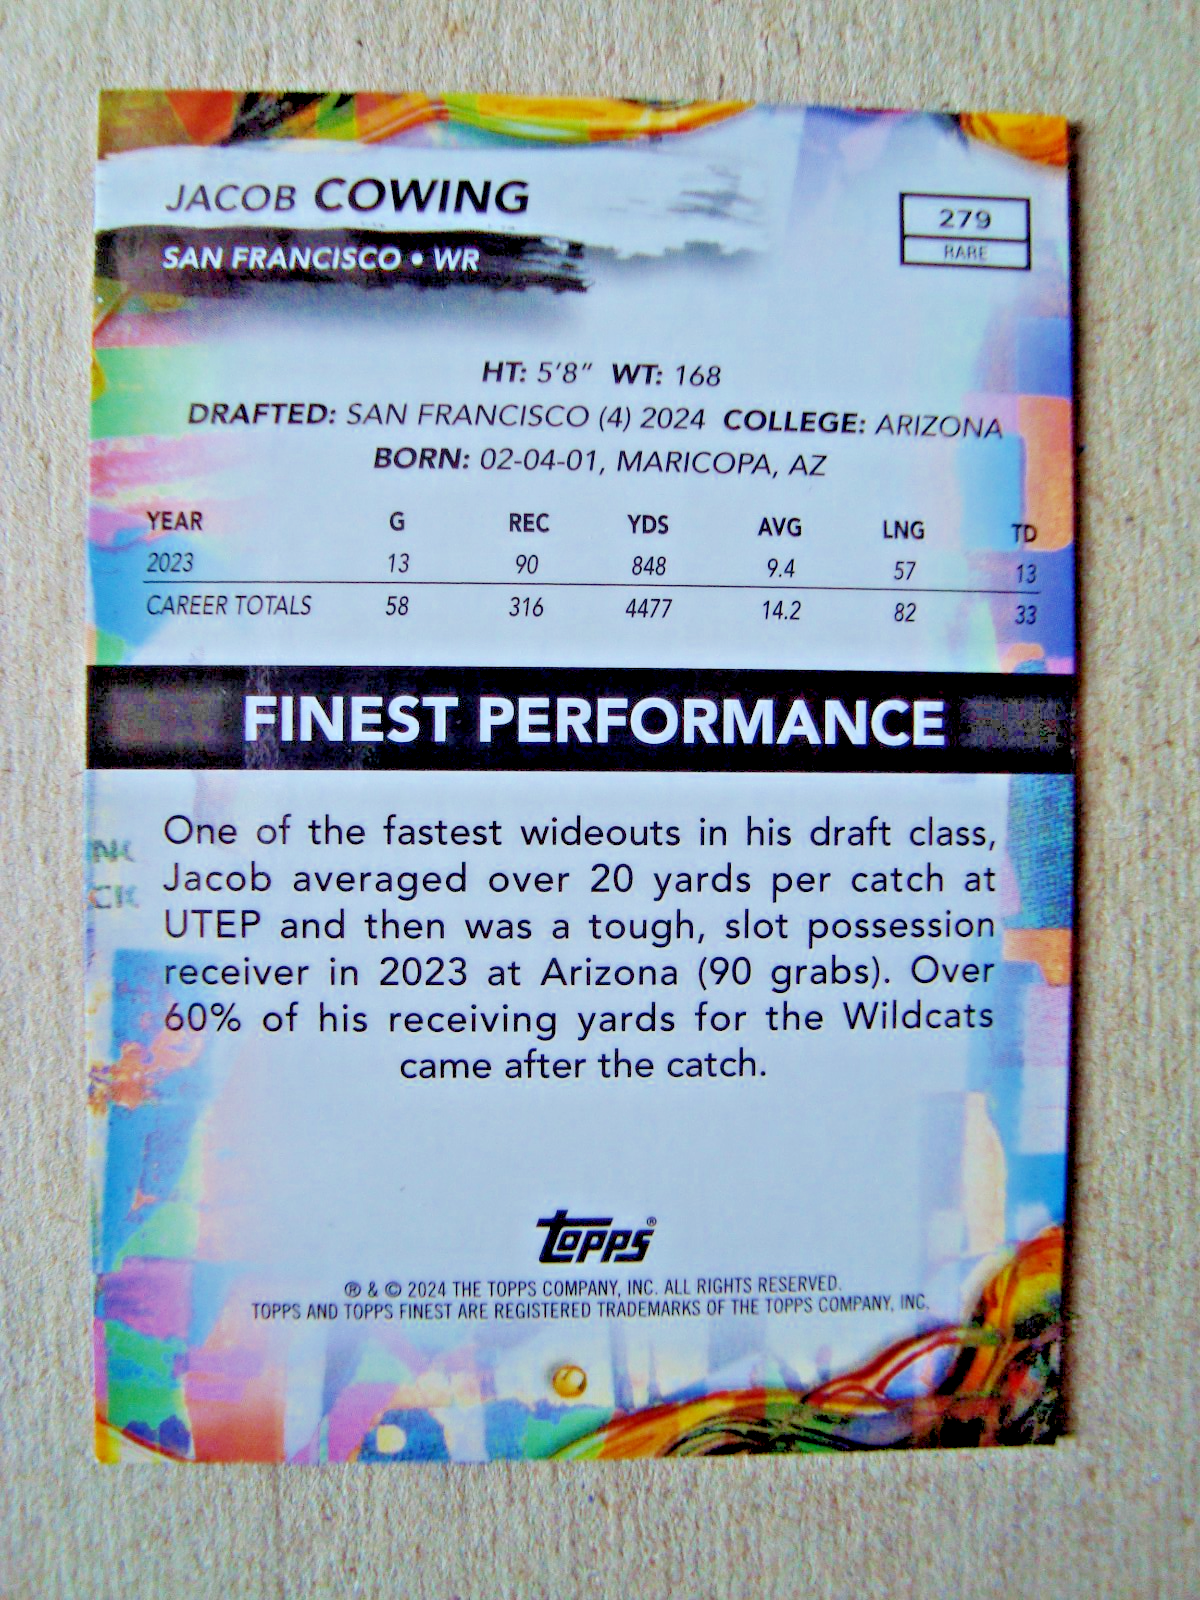 JACOB COWING
279
SAN FRANCISCO • WR
RARE
HT: 5'8" WT: 168
DRAFTED: SAN FRANCISCO (4) 2024 COLLEGE: ARIZONA
BORN: 02-04-01, MARICOPA, AZ
YEAR G REC YDS AVG LNG TD
2023 13 90 848 9.4 57 13
CAREER TOTALS 58 316 4477 14.2 82 33
FINEST PERFORMANCE
One of the fastest wideouts in his draft class,
Jacob averaged over 20 yards per catch at
UTEP and then was a tough, slot possession
receiver in 2023 at Arizona (90 grabs). Over
60% of his receiving yards for the Wildcats
came after the catch.
topps®
® & © 2024 THE TOPPS COMPANY, INC. ALL RIGHTS RESERVED.
TOPPS AND TOPPS FINEST ARE REGISTERED TRADEMARKS OF THE TOPPS COMPANY, INC.